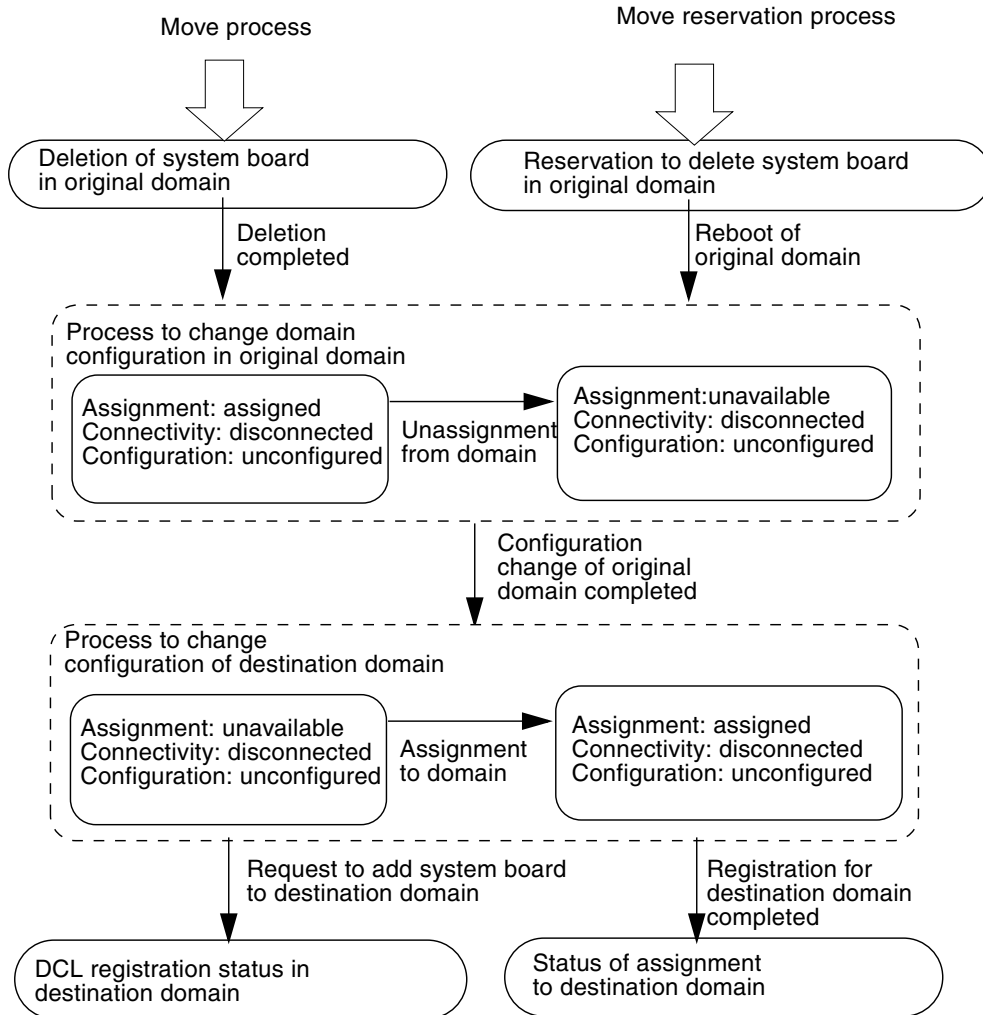 Move process
Move reservation process
Deletion of system board
in original domain
Reservation to delete system board
in original domain
Deletion
completed
Reboot of
original domain
Process to change domain
configuration in original domain
Assignment: assigned
Connectivity: disconnected
Configuration: unconfigured
Unassignment
from domain
Assignment:unavailable
Connectivity: disconnected
Configuration: unconfigured
Configuration
change of original
domain completed
Process to change
configuration of destination domain
Assignment: unavailable
Connectivity: disconnected
Configuration: unconfigured
Assignment
to domain
Assignment: assigned
Connectivity: disconnected
Configuration: unconfigured
Request to add system board
to destination domain
Registration for
destination domain
completed
DCL registration status in
destination domain
Status of assignment
to destination domain